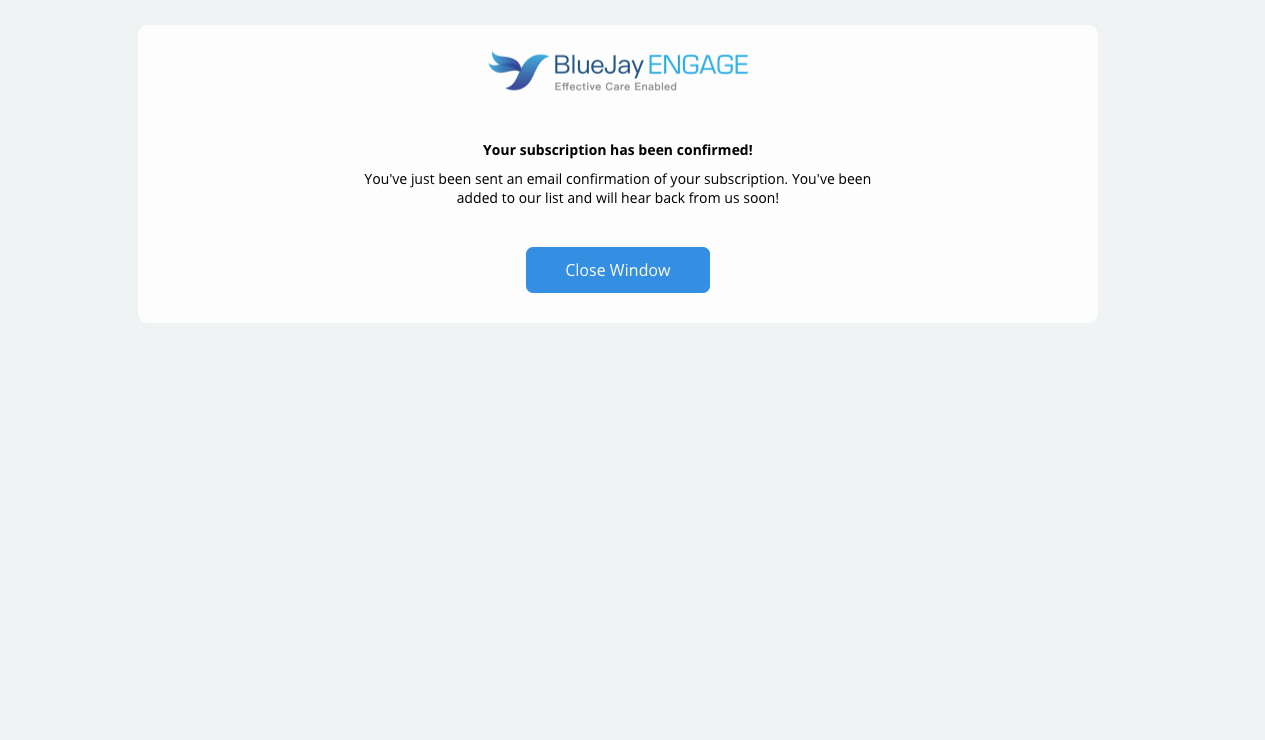 BlueJay ENGAGE
Effective Care Enabled
Your subscription has been confirmed!
You've just been sent an email confirmation of your subscription. You've been
added to our list and will hear back from us soon!
Close Window